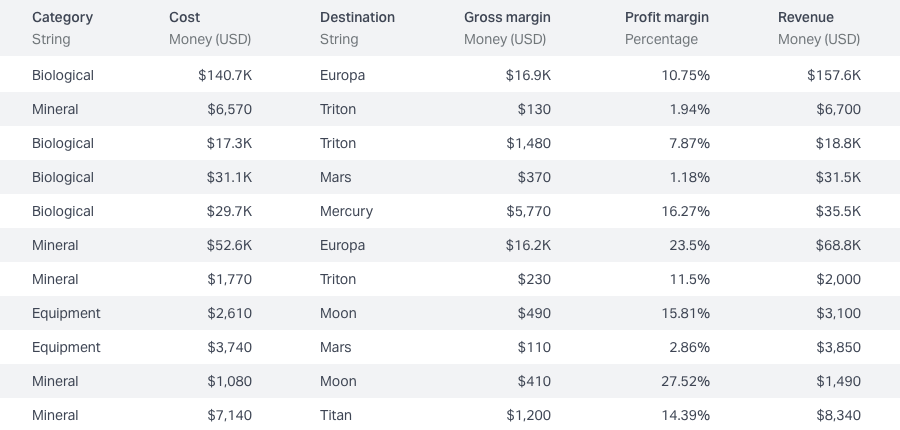 Category Cost Destination Gross margin Profit margin Revenue
String Money (USD) String Money (USD) Percentage Money (USD)
Biological $140.7K Europa $16.9K 10.75% $157.6K
Mineral $6,570 Triton $130 1.94% $6,700
Biological $17.3K Triton $1,480 7.87% $18.8K
Biological $31.1K Mars $370 1.18% $31.5K
Biological $29.7K Mercury $5,770 16.27% $35.5K
Mineral $52.6K Europa $16.2K 23.5% $68.8K
Mineral $1,770 Triton $230 11.5% $2,000
Equipment $2,610 Moon $490 15.81% $3,100
Equipment $3,740 Mars $110 2.86% $3,850
Mineral $1,080 Moon $410 27.52% $1,490
Mineral $7,140 Titan $1,200 14.39% $8,340